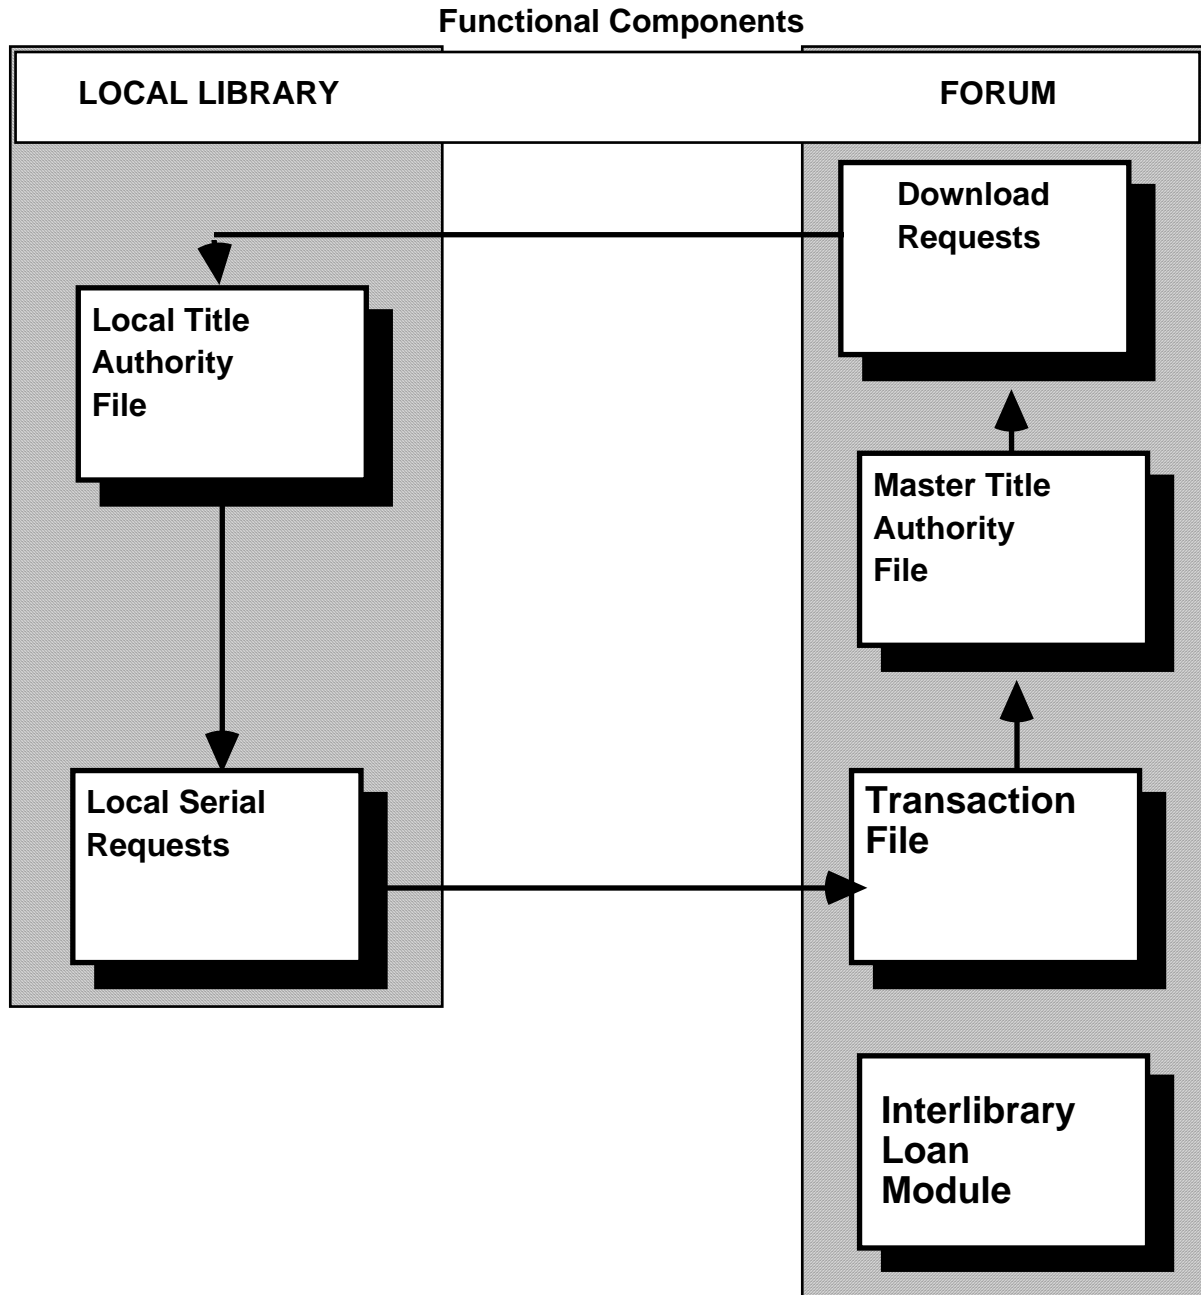 Functional Components
LOCAL LIBRARY
FORUM
Download
Requests
Local Title
Authority
File
Master Title
Authority
File
Local Serial
Requests
Transaction
File
Interlibrary
Loan
Module